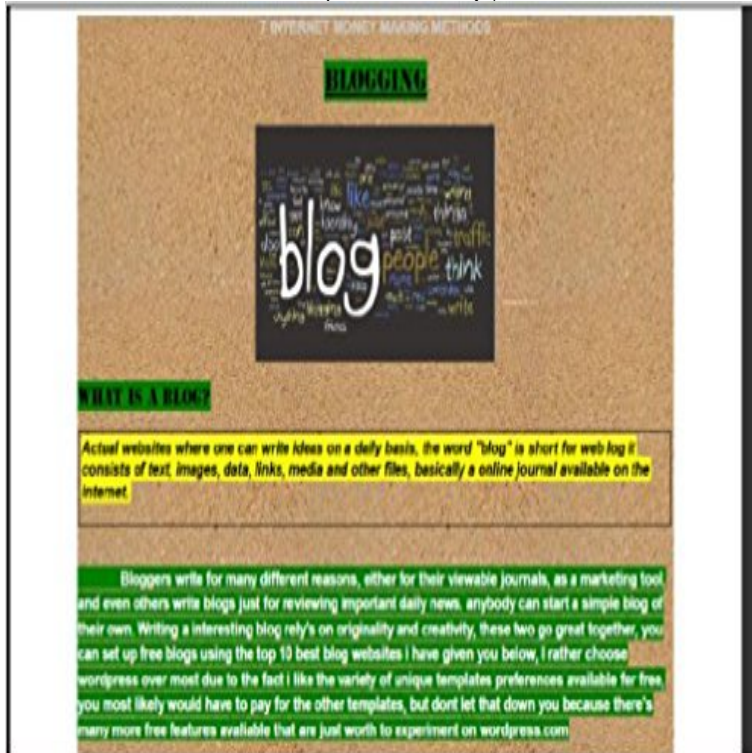 7 INTERNET MONEY MAKING METHODS
BLOGGING
like
know
things
post
traffic
blog
people
think
write
blogging
friends
WHAT IS A BLOG?
Actual websites where one can write ideas on a daily basis, the word "blog" is short for web log it
consists of text, images, data, links, media and other files, basically a online journal available on the
internet.
Bloggers write for many different reasons, either for their viewable journals, as a marketing tool,
and even others write blogs just for reviewing important daily news, anybody can start a simple blog of
their own. Writing a interesting blog rely's on originality and creativity, these two go great together, you
can set up free blogs using the top 10 best blog websites i have given you below, I rather choose
wordpress over most due to the fact i like the variety of unique templates preferences available for free,
you most likely would have to pay for the other templates, but dont let that down you because there's
many more free features available that are just worth to experiment on wordpress.com